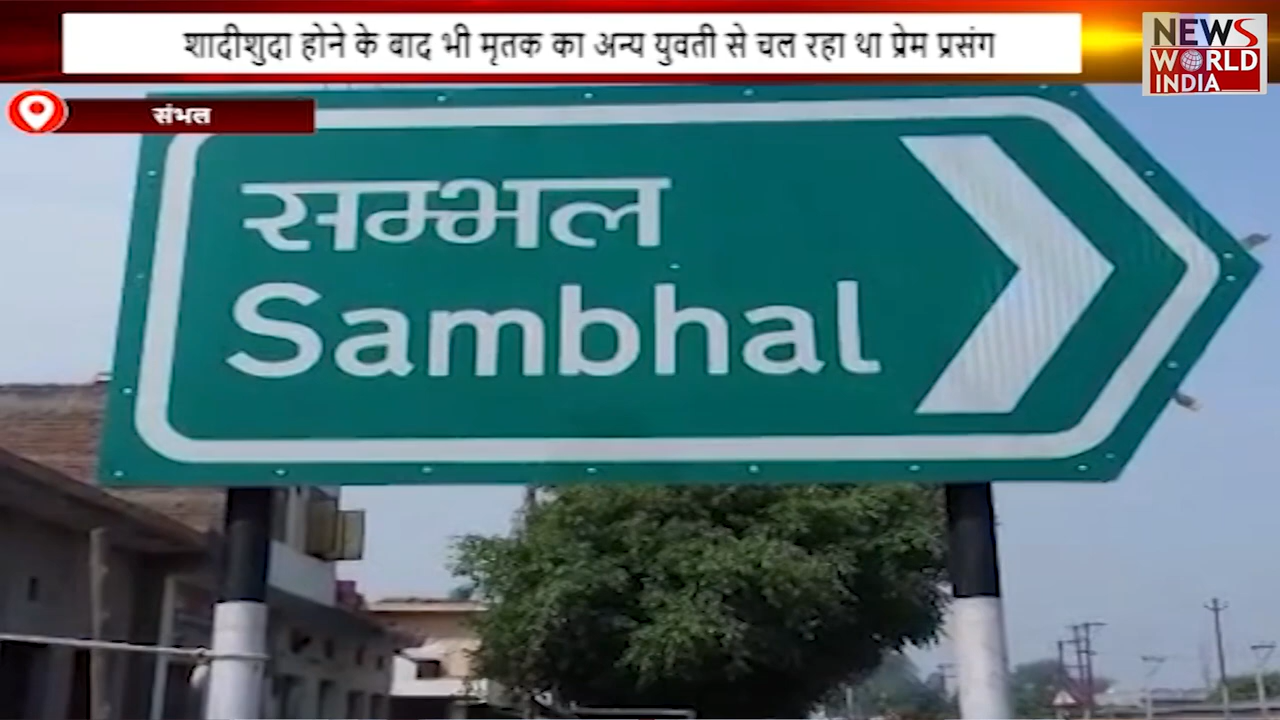 शादीशुदा होने के बाद भी मृतक का अन्य युवती से चल रहा था प्रेम प्रसंग
NEWS
WORLD
INDIA
संभल
सम्भल
Sambhal